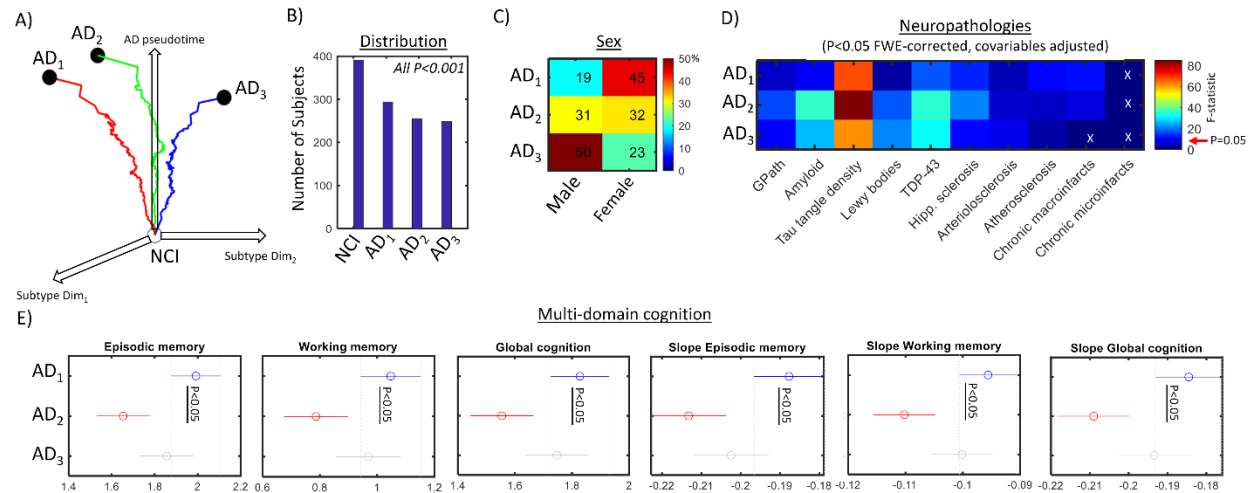 A)
AD pseudotime
AD1
AD2
AD3
NCI
Subtype Dim1
Subtype Dim2
B)
Distribution
All P<0.001
Number of Subjects
400
300
200
100
0
NCI
AD1
AD2
AD3
C)
Sex
AD1
AD2
AD3
19
45
31
32
50
23
Male
Female
50%
40
30
20
10
0
D)
Neuropathologies
(P<0.05 FWE-corrected, covariables adjusted)
AD1
AD2
AD3
X
X
X
X
GPath
Amyloid
Tau tangle density
Lewy bodies
TDP-43
Hipp. sclerosis
Arteriolosclerosis
Atherosclerosis
Chronic macroinfarcts
Chronic microinfarcts
80
60
40
20
0
F-statistic
P=0.05
E)
Multi-domain cognition
Episodic memory
Working memory
Global cognition
Slope Episodic memory
Slope Working memory
Slope Global cognition
AD1
AD2
AD3
P<0.05
P<0.05
P<0.05
P<0.05
P<0.05
P<0.05
1.4 1.6 1.8 2 2.2
0.6 0.8 1 1.2
1.4 1.6 1.8 2
-0.22 -0.21 -0.2 -0.19 -0.18
-0.12 -0.11 -0.1 -0.09
-0.22 -0.21 -0.2 -0.19 -0.18